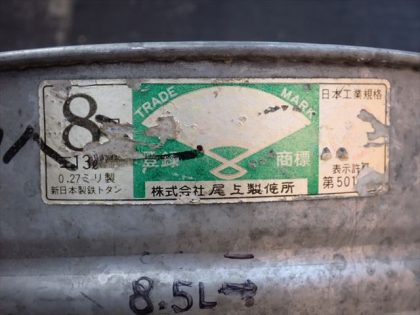 8
13ℓ
0.27ミリ製
新日本製鉄トタン
TRADE MARK
登録 商標
株式会社 尾上製作所
日本工業規格
表示許
第501
8.5L